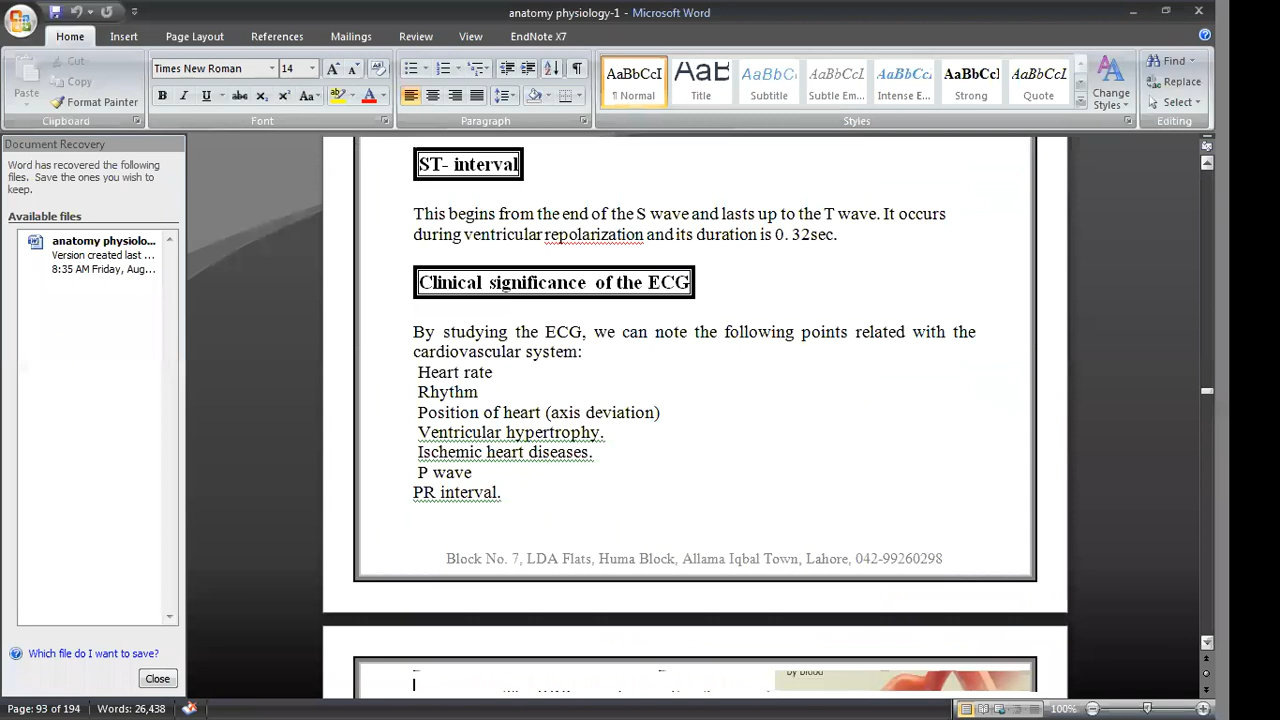 anatomy physiology-1 - Microsoft Word
Home Insert Page Layout References Mailings Review View EndNote X7
Paste
Cut
Copy
Format Painter
Clipboard
Times New Roman 14
Font
Paragraph
AaBbCcI AaB AaBbC AaBbCcL AaBbCcI AaBbCcI AaBbCcL
¶ Normal Title Subtitle Subtle Em... Intense E... Strong Quote
Styles
Change
Styles
Find
Replace
Select
Editing
Document Recovery
Word has recovered the following
files. Save the ones you wish to
keep.
Available files
anatomy physiolo...
Version created last ...
8:35 AM Friday, Aug...
Which file do I want to save?
Close
ST- interval
This begins from the end of the S wave and lasts up to the T wave. It occurs
during ventricular repolarization and its duration is 0. 32sec.
Clinical significance of the ECG
By studying the ECG, we can note the following points related with the
cardiovascular system:
Heart rate
Rhythm
Position of heart (axis deviation)
Ventricular hypertrophy.
Ischemic heart diseases.
P wave
PR interval.
Block No. 7, LDA Flats, Huma Block, Allama Iqbal Town, Lahore, 042-99260298
by blood
Page: 93 of 194 Words: 26,438
100%